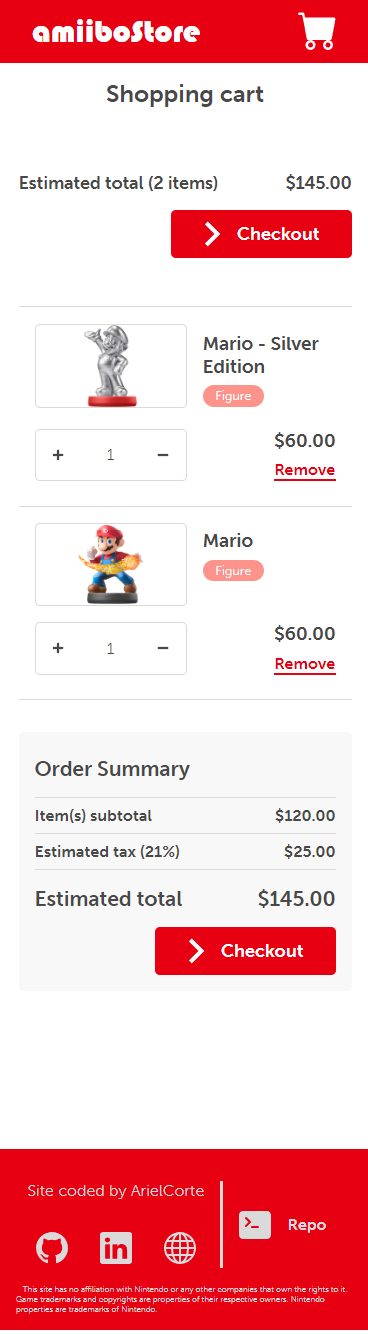 amiiboStore
Shopping cart
Estimated total (2 items) $145.00
Checkout
Mario - Silver
Edition
Figure
+ 1 −
$60.00
Remove
Mario
Figure
+ 1 −
$60.00
Remove
Order Summary
Item(s) subtotal $120.00
Estimated tax (21%) $25.00
Estimated total $145.00
Checkout
Site coded by ArielCorte
Repo
This site has no affiliation with Nintendo or any other companies that own the rights to it.
Game trademarks and copyrights are properties of their respective owners. Nintendo
properties are trademarks of Nintendo.